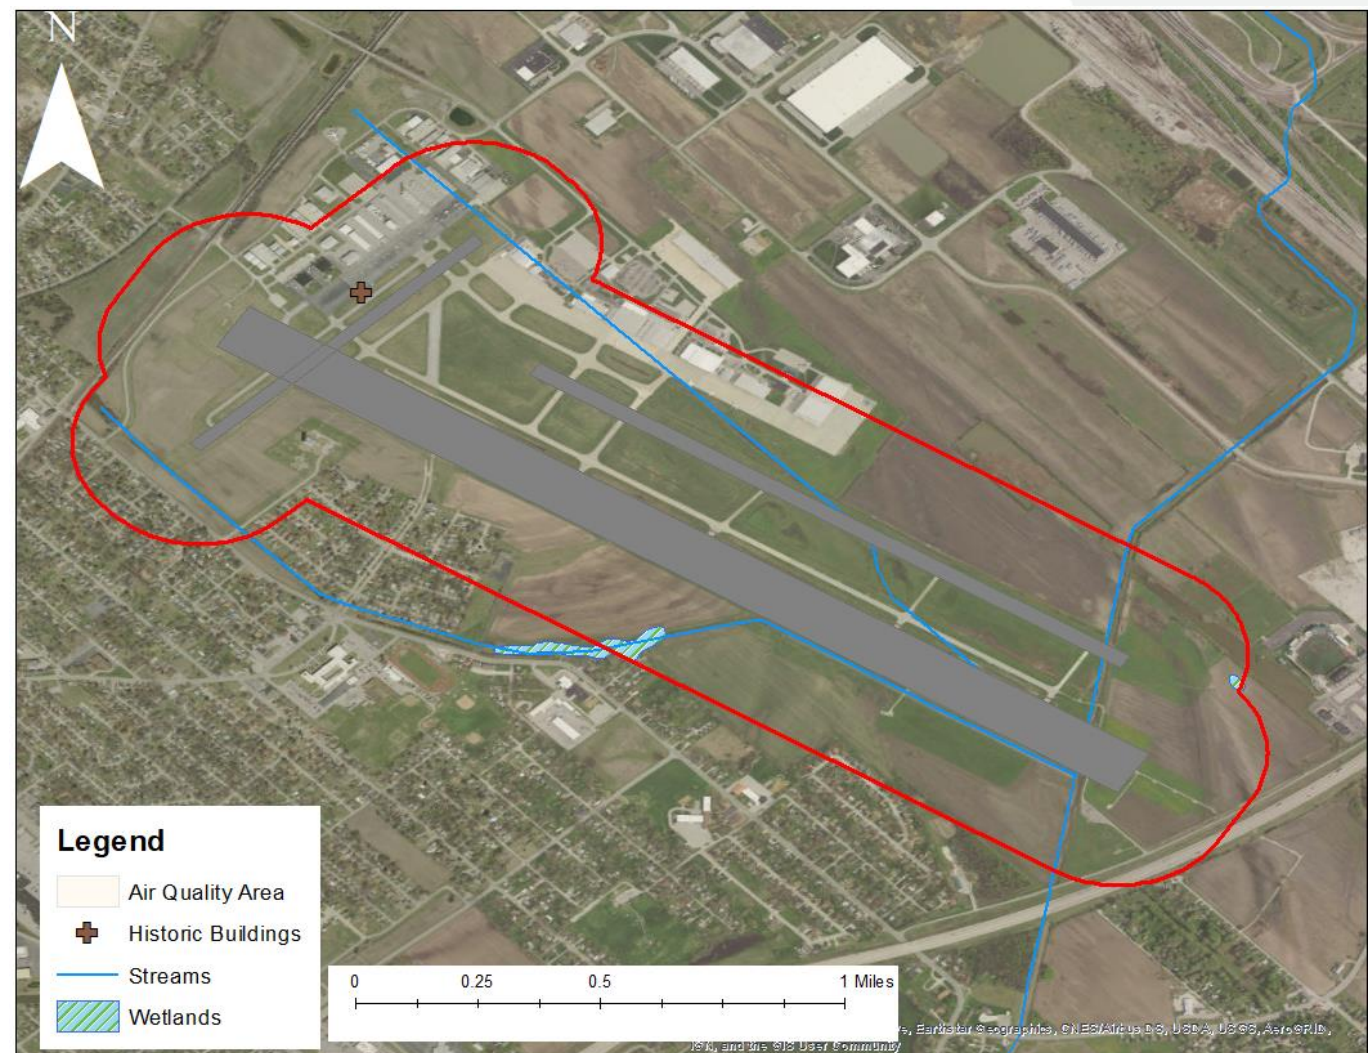 N
Legend
Air Quality Area
Historic Buildings
Streams
Wetlands
0 0.25 0.5 1 Miles
Earthstar Geographics, CNES/Airbus DS, USDA, USGS, AeroGRID,
IGN, and the GIS User Community